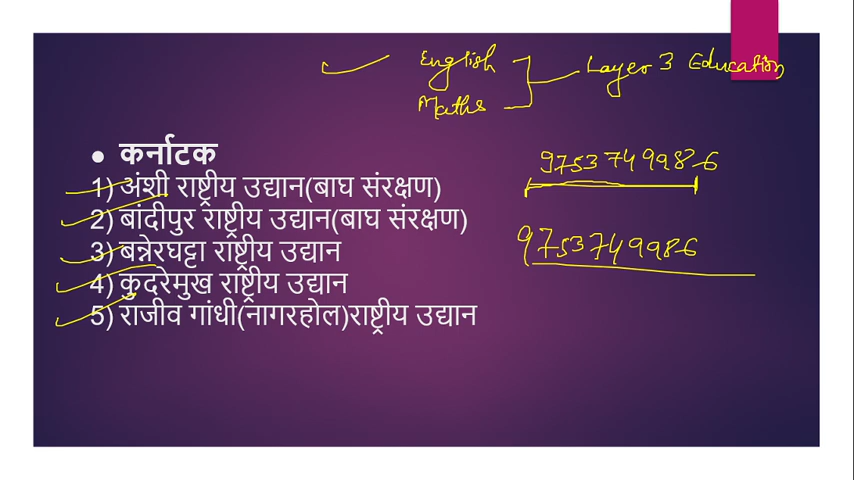 English
Maths
Layer 3 Education
• कर्नाटक
9753749986
1) अंशी राष्ट्रीय उद्यान(बाघ संरक्षण)
2) बांदीपुर राष्ट्रीय उद्यान(बाघ संरक्षण)
9753749986
3) बन्नेरघट्टा राष्ट्रीय उद्यान
4) कुदरेमुख राष्ट्रीय उद्यान
5) राजीव गांधी(नागरहोल)राष्ट्रीय उद्यान